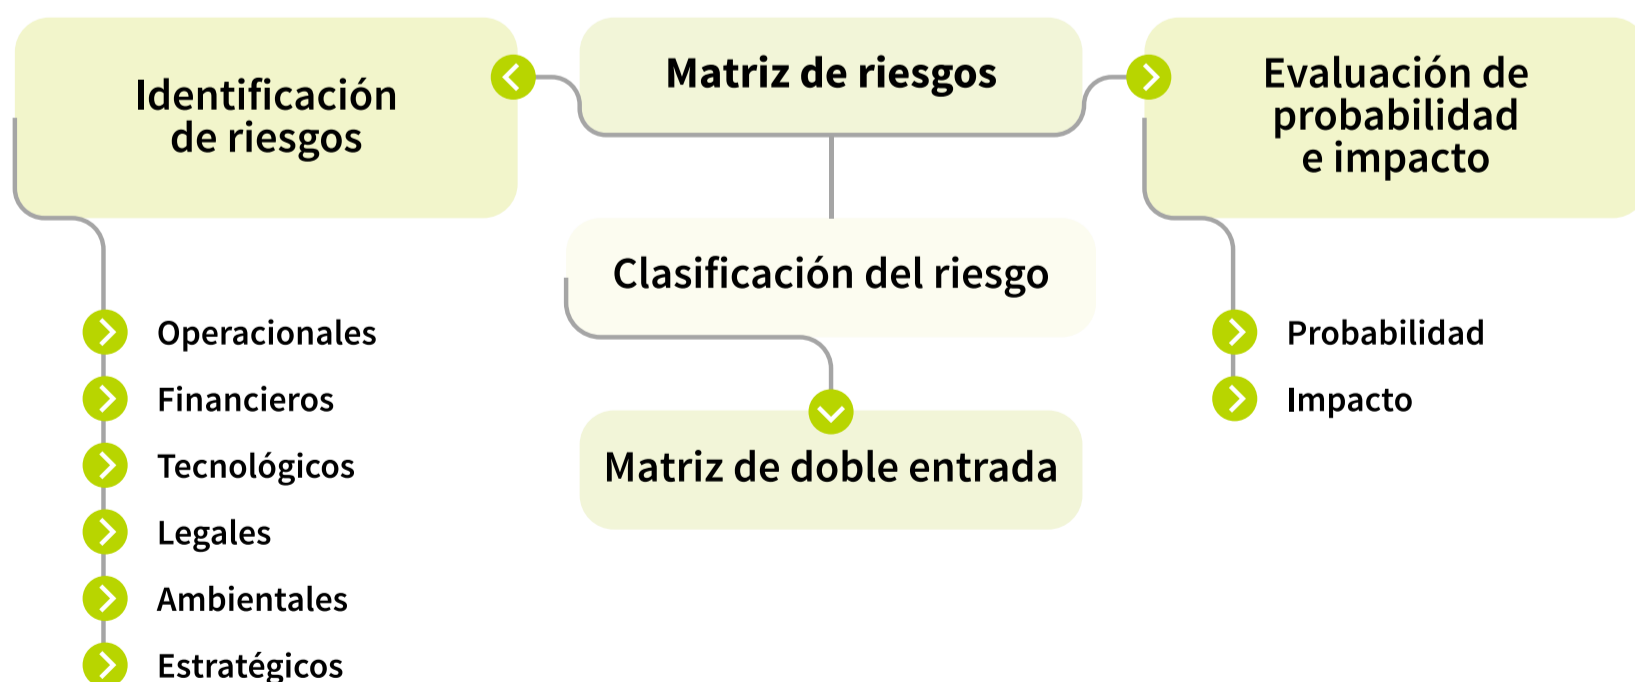 Matriz de riesgos
Identificación
de riesgos
Operacionales
Financieros
Tecnológicos
Legales
Ambientales
Estratégicos
Clasificación del riesgo
Matriz de doble entrada
Evaluación de
probabilidad
e impacto
Probabilidad
Impacto